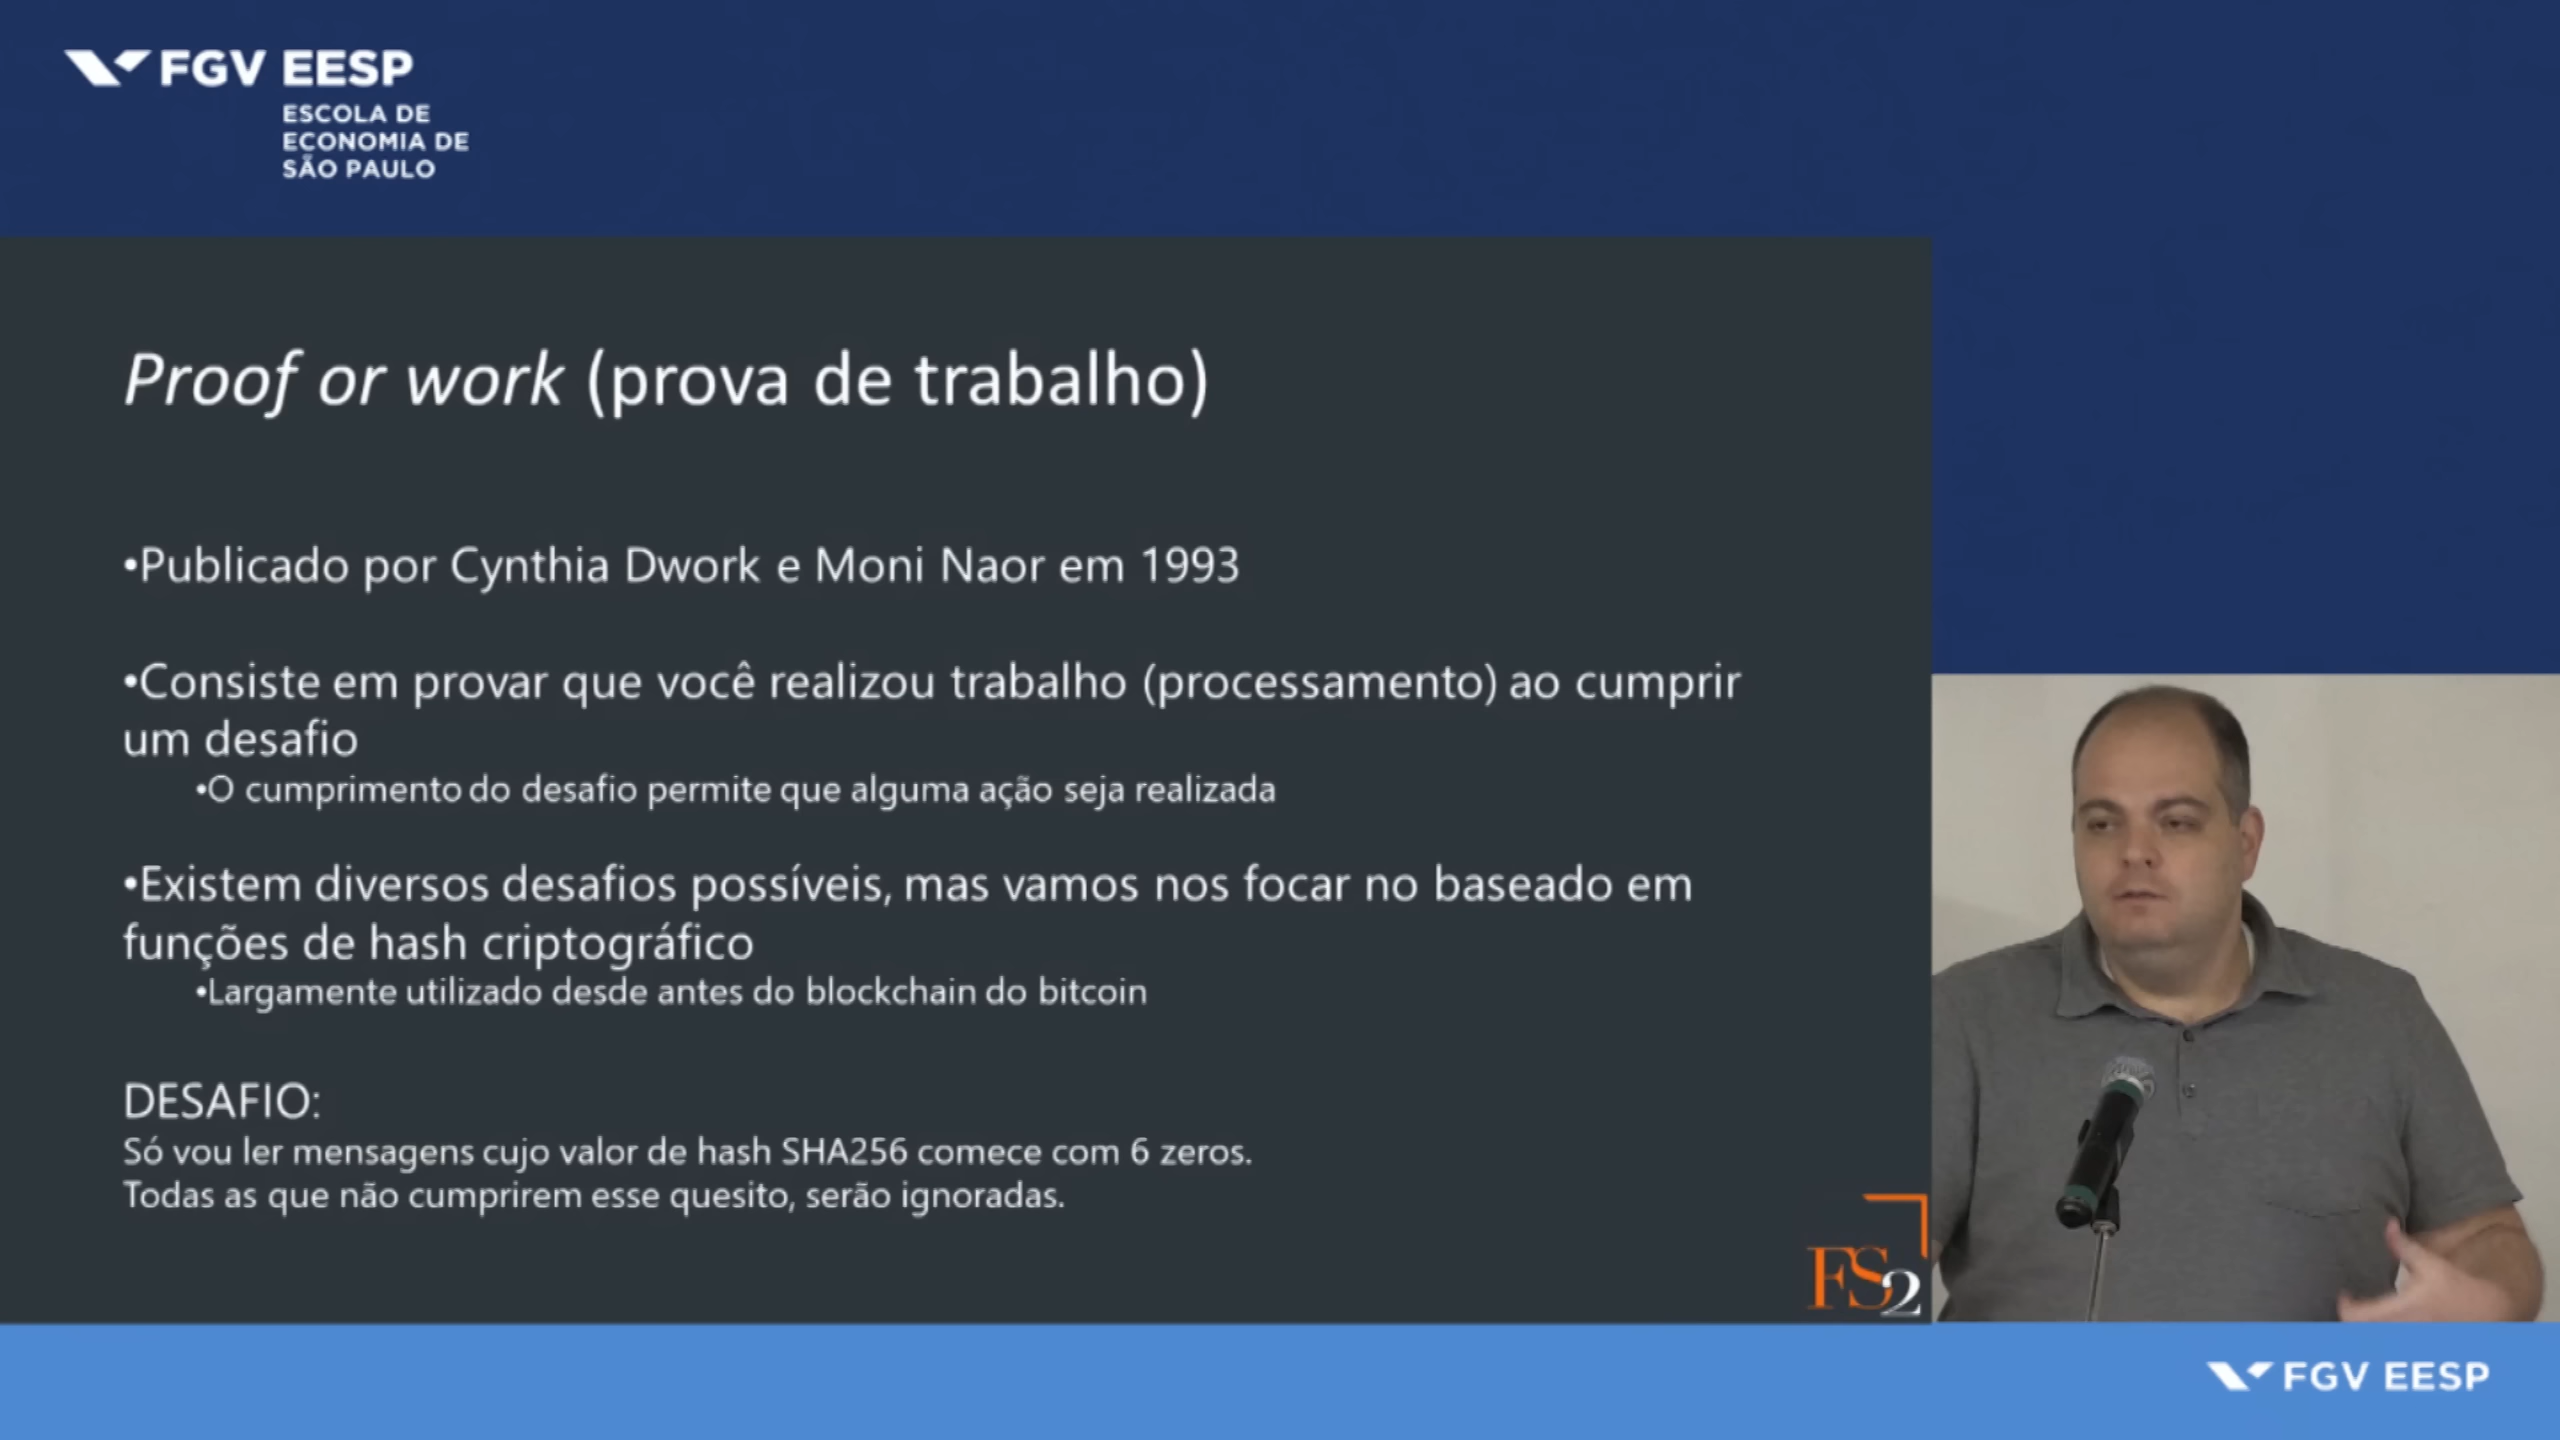 FGV EESP
ESCOLA DE
ECONOMIA DE
SÃO PAULO
Proof or work (prova de trabalho)
•Publicado por Cynthia Dwork e Moni Naor em 1993
•Consiste em provar que você realizou trabalho (processamento) ao cumprir
um desafio
•O cumprimento do desafio permite que alguma ação seja realizada
•Existem diversos desafios possíveis, mas vamos nos focar no baseado em
funções de hash criptográfico
•Largamente utilizado desde antes do blockchain do bitcoin
DESAFIO:
Só vou ler mensagens cujo valor de hash SHA256 comece com 6 zeros.
Todas as que não cumprirem esse quesito, serão ignoradas.
FS2
FGV EESP